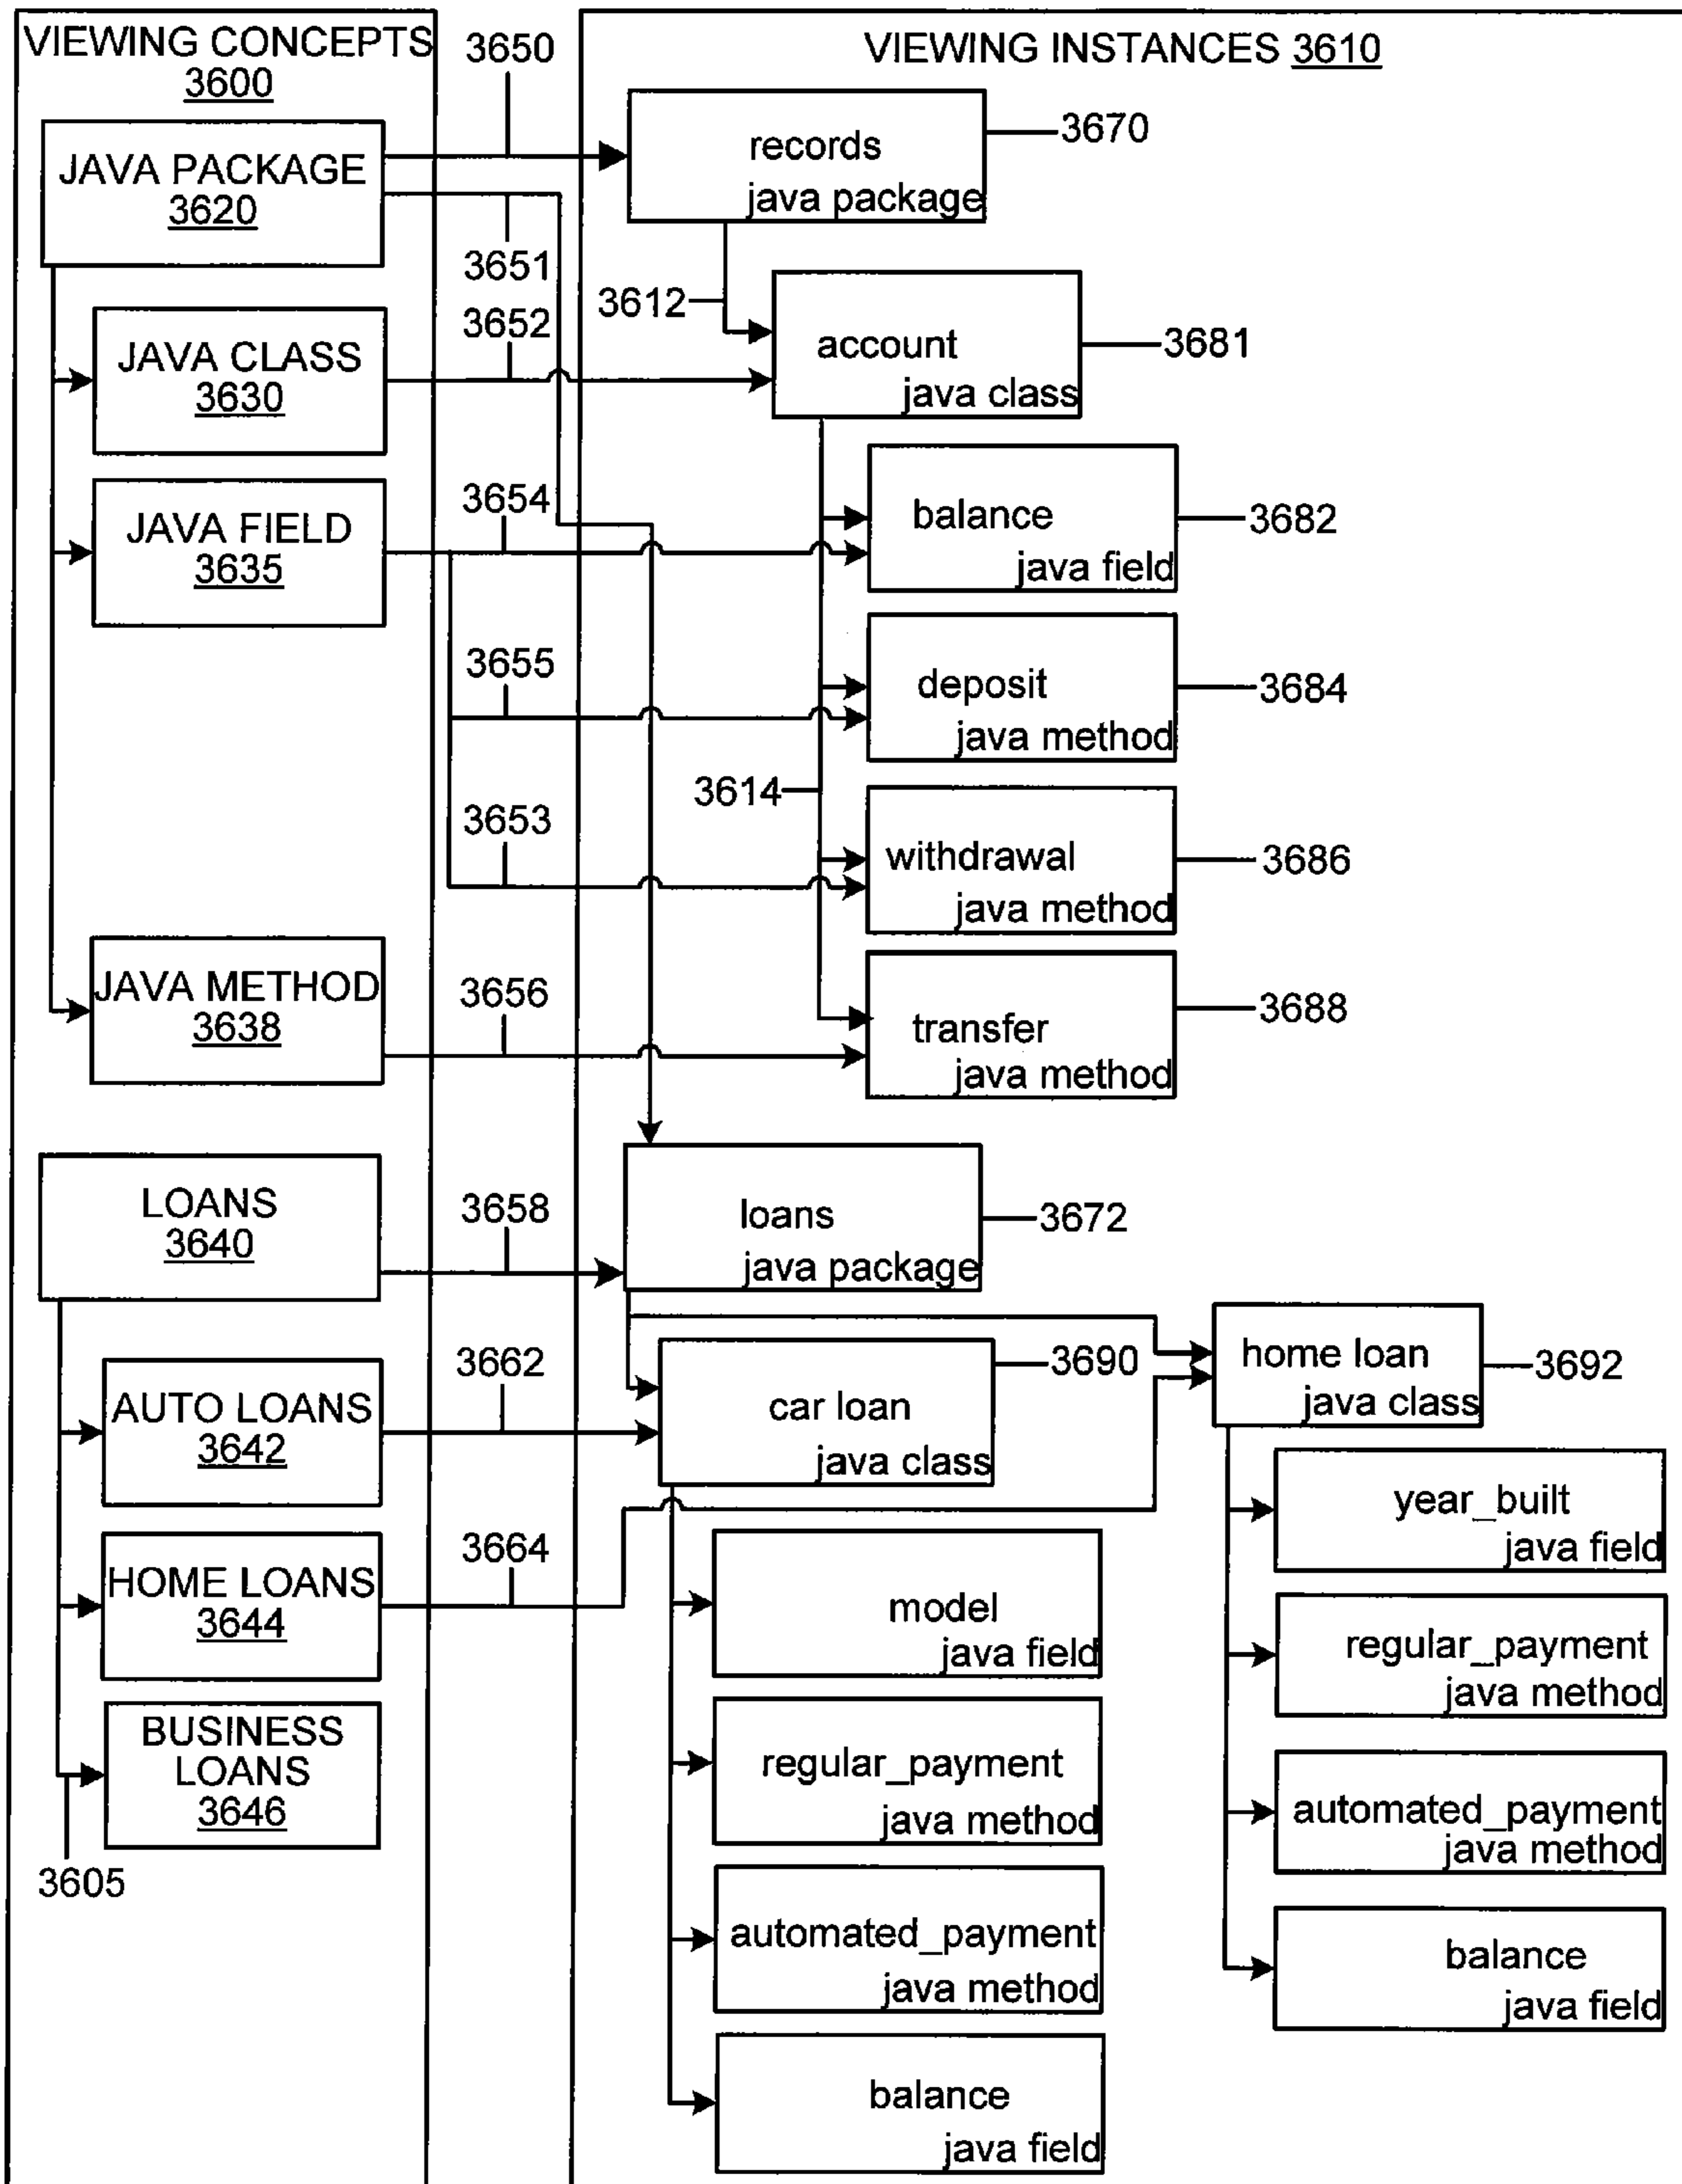 VIEWING CONCEPTS
3600
3650
VIEWING INSTANCES 3610
JAVA PACKAGE
3620
records
java package
3670
3651
3612
3652
JAVA CLASS
3630
account
java class
3681
3654
JAVA FIELD
3635
balance
java field
3682
3655
deposit
java method
3684
3614
3653
withdrawal
java method
3686
JAVA METHOD
3638
3656
transfer
java method
3688
LOANS
3640
3658
loans
java package
3672
AUTO LOANS
3642
3662
car loan
java class
3690
home loan
java class
3692
HOME LOANS
3644
3664
model
java field
year_built
java field
BUSINESS
LOANS
3646
3605
regular_payment
java method
regular_payment
java method
automated_payment
java method
automated_payment
java method
balance
java field
balance
java field